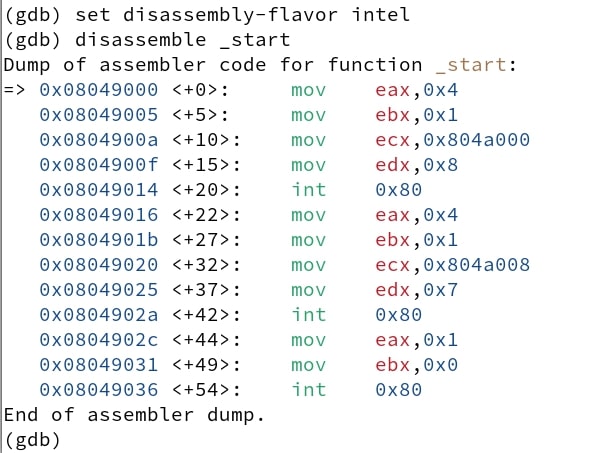 (gdb) set disassembly-flavor intel
(gdb) disassemble _start
Dump of assembler code for function _start:
=> 0x08049000 <+0>:     mov    eax,0x4
   0x08049005 <+5>:     mov    ebx,0x1
   0x0804900a <+10>:    mov    ecx,0x804a000
   0x0804900f <+15>:    mov    edx,0x8
   0x08049014 <+20>:    int    0x80
   0x08049016 <+22>:    mov    eax,0x4
   0x0804901b <+27>:    mov    ebx,0x1
   0x08049020 <+32>:    mov    ecx,0x804a008
   0x08049025 <+37>:    mov    edx,0x7
   0x0804902a <+42>:    int    0x80
   0x0804902c <+44>:    mov    eax,0x1
   0x08049031 <+49>:    mov    ebx,0x0
   0x08049036 <+54>:    int    0x80
End of assembler dump.
(gdb)